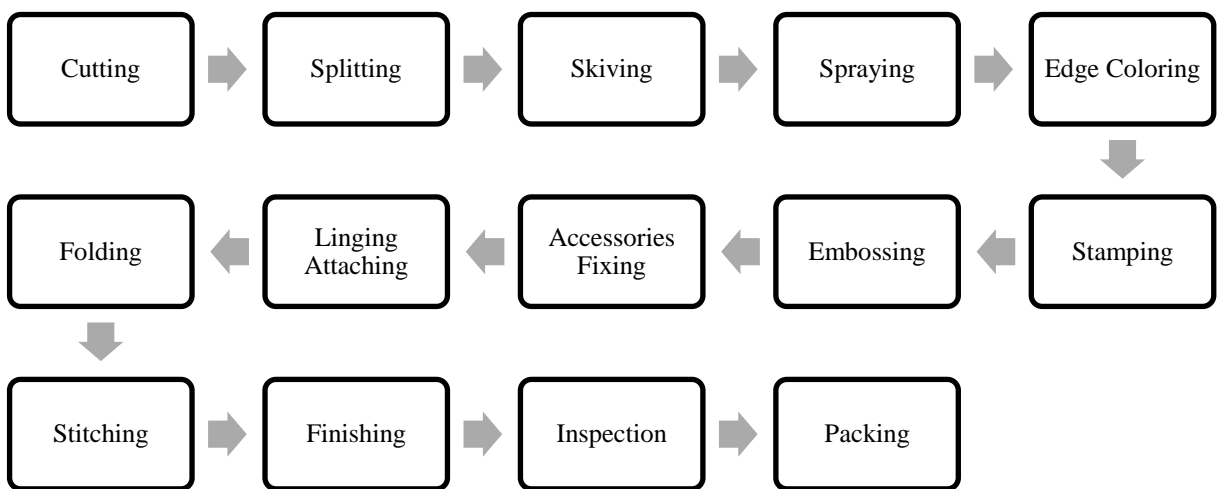 Cutting
Splitting
Skiving
Spraying
Edge Coloring
Stamping
Embossing
Accessories
Fixing
Linging
Attaching
Folding
Stitching
Finishing
Inspection
Packing